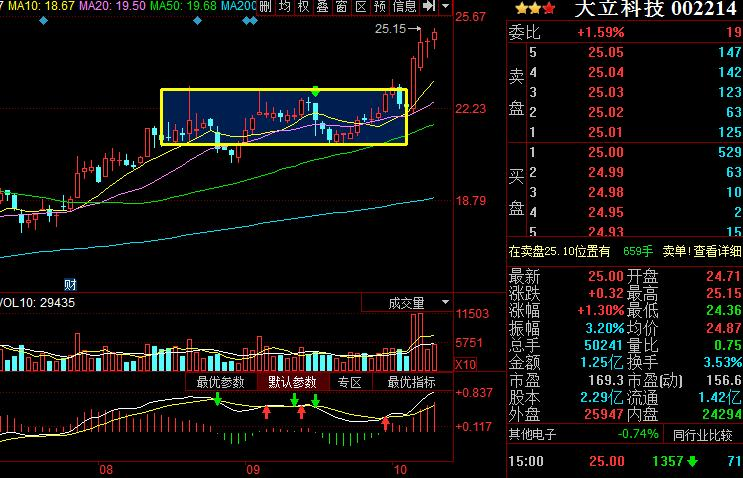 MA10: 18.67 MA20: 19.50 MA50: 19.68 MA200 删 均 权 叠 窗 区 预 信息
大立科技 002214
25.67
25.15
22.23
18.79
财
委比 +1.59% 19
卖盘
5 25.05 147
4 25.04 142
3 25.03 123
2 25.02 63
1 25.01 125
买盘
1 25.00 529
2 24.99 63
3 24.98 10
4 24.95 2
5 24.93 15
在卖盘25.10位置有 659手 卖单!查看详细
最新 25.00 开盘 24.71
涨跌 +0.32 最高 25.15
涨幅 +1.30% 最低 24.36
振幅 3.20% 均价 24.87
总手 50241 量比 0.75
金额 1.25亿 换手 3.53%
市盈 169.3 市盈(动) 156.6
股本 2.29亿 流通 1.42亿
外盘 25947 内盘 24294
其他电子 -0.74% 同行业比较
15:00 25.00 1357 71
VOL10: 29435 成交量
11503
5751
X10
最优参数 默认参数 专区 最优指标
+0.837
+0.117
08 09 10